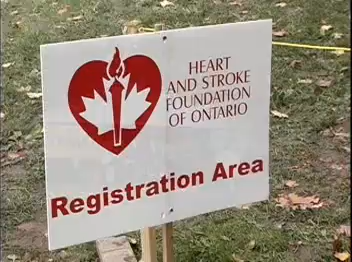 HEART
AND STROKE
FOUNDATION
OF ONTARIO
Registration Area